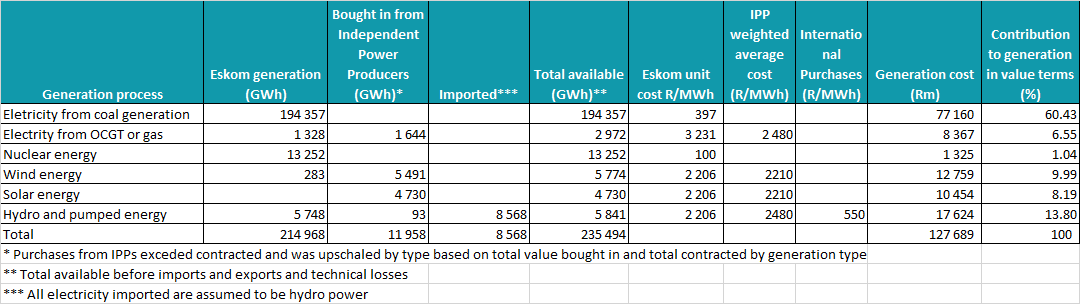 Generation process Eskom generation (GWh) Bought in from Independent Power Producers (GWh)* Imported*** Total available (GWh)** Eskom unit cost R/MWh IPP weighted average cost (R/MWh) Internatio nal Purchases (R/MWh) Generation cost (Rm) Contribution to generation in value terms (%)
Eletricity from coal generation 194 357 194 357 397 77 160 60.43
Electrity from OCGT or gas 1 328 1 644 2 972 3 231 2 480 8 367 6.55
Nuclear energy 13 252 13 252 100 1 325 1.04
Wind energy 283 5 491 5 774 2 206 2210 12 759 9.99
Solar energy 4 730 4 730 2 206 2210 10 454 8.19
Hydro and pumped energy 5 748 93 8 568 5 841 2 206 2480 550 17 624 13.80
Total 214 968 11 958 8 568 235 494 127 689 100
* Purchases from IPPs exceded contracted and was upschaled by type based on total value bought in and total contracted by generation type
** Total available before imports and exports and technical losses
*** All electricity imported are assumed to be hydro power